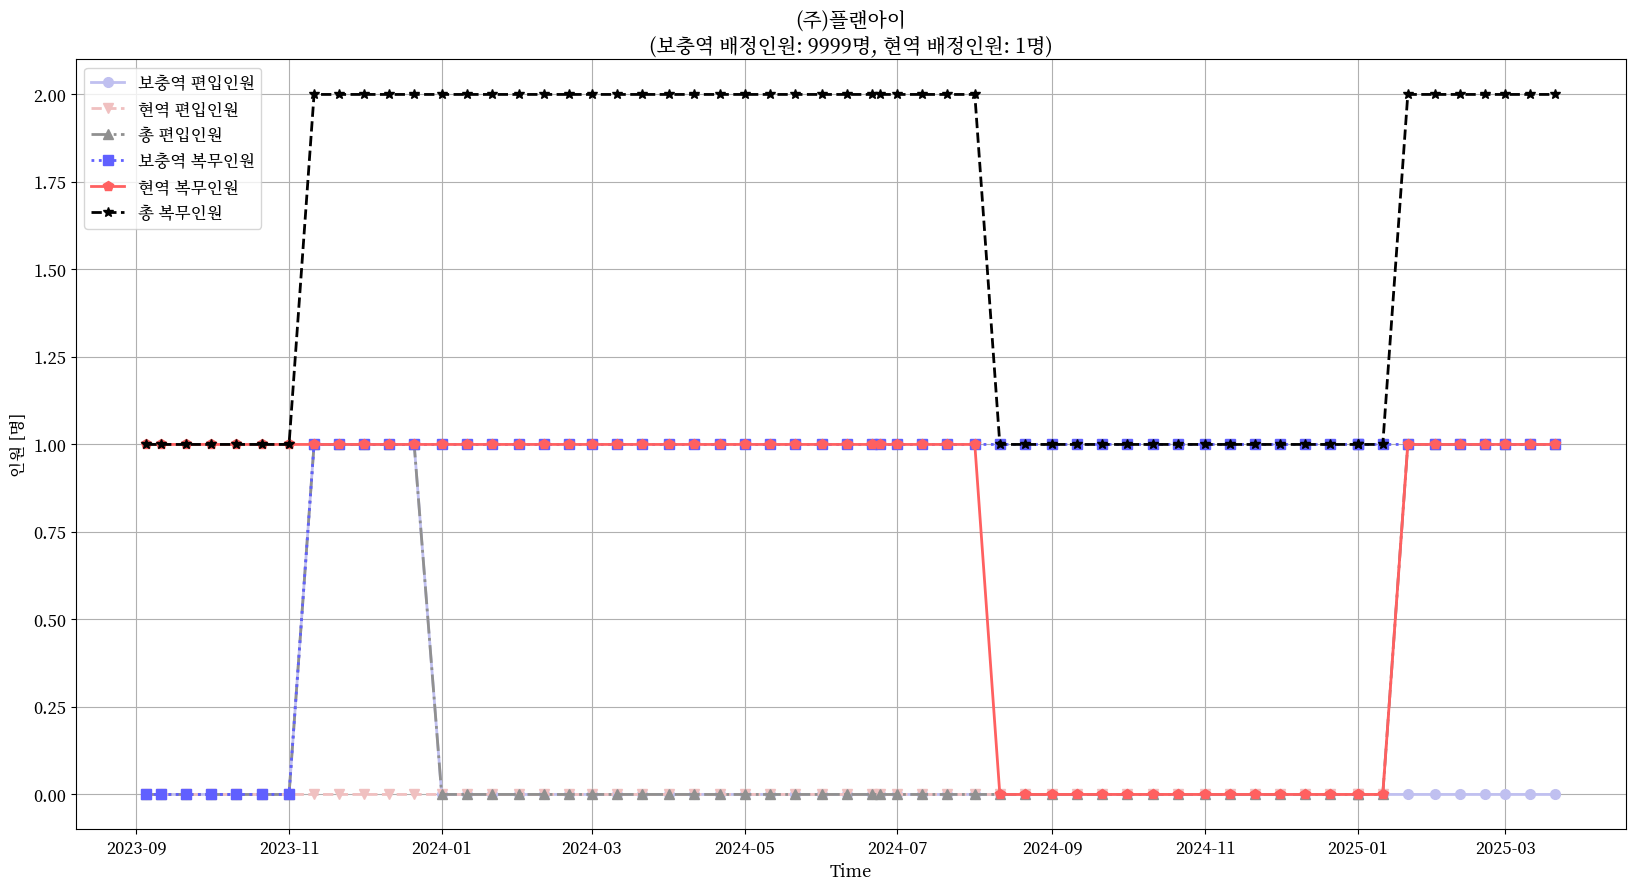 (주)플랜아이
(보충역 배정인원: 9999명, 현역 배정인원: 1명)
보충역 편입인원
현역 편입인원
총 편입인원
보충역 복무인원
현역 복무인원
총 복무인원
2.00
1.75
1.50
1.25
1.00
0.75
0.50
0.25
0.00
인원 [명]
2023-09
2023-11
2024-01
2024-03
2024-05
2024-07
2024-09
2024-11
2025-01
2025-03
Time